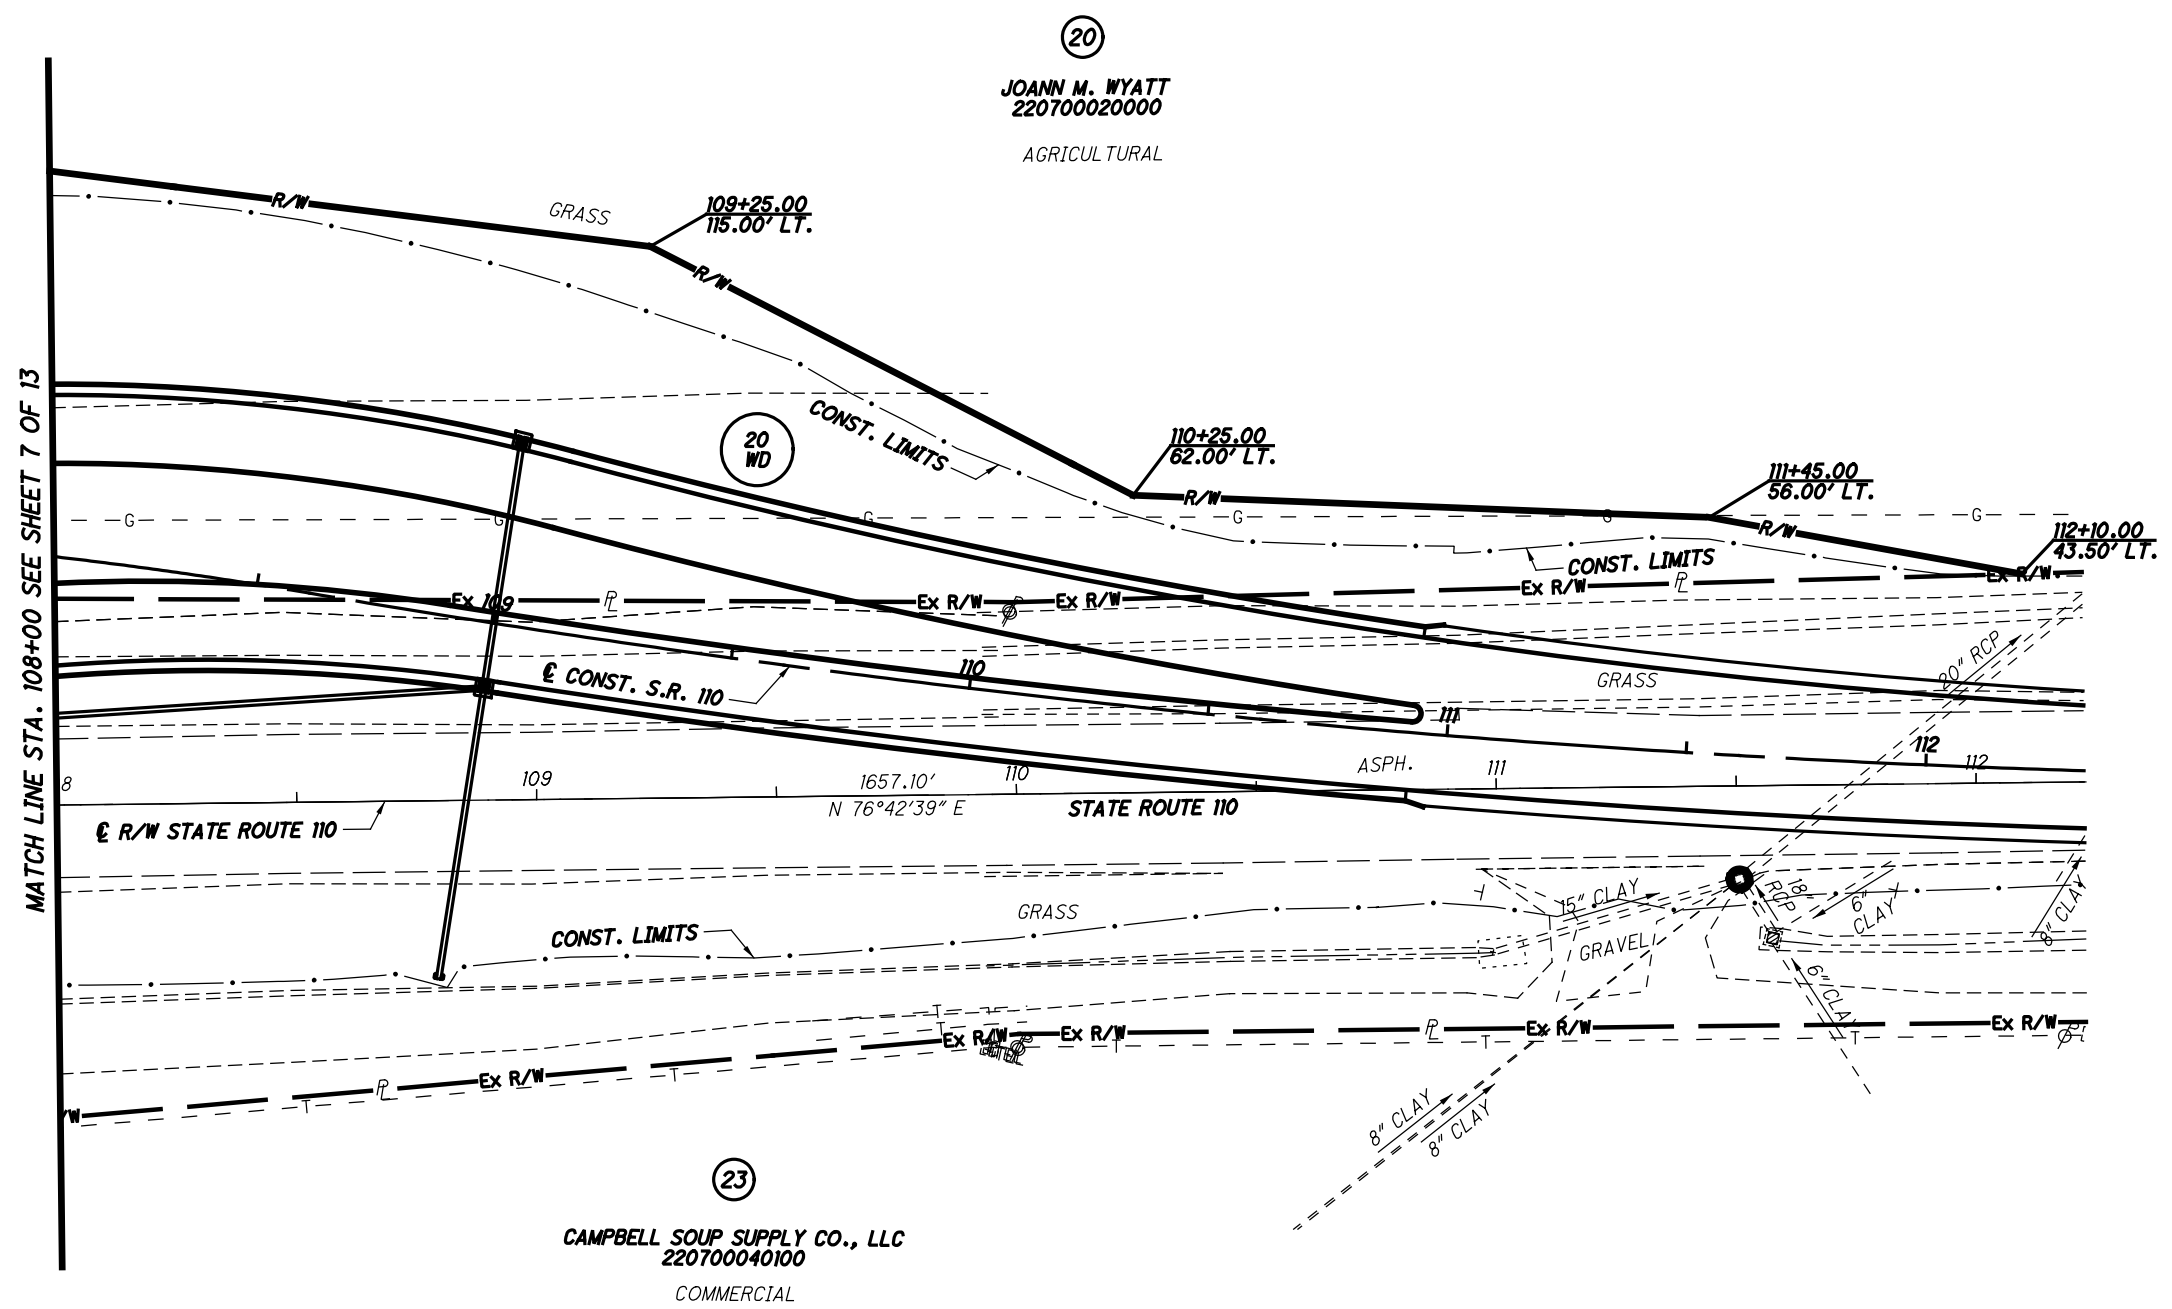 20
JOANN M. WYATT
220700020000
AGRICULTURAL
R/W
GRASS
109+25.00
115.00' LT.
R/W
MATCH LINE STA. 108+00 SEE SHEET 7 OF 13
CONST. LIMITS
20
WD
110+25.00
62.00' LT.
R/W
111+45.00
56.00' LT.
R/W
112+10.00
43.50' LT.
G
G
G
G
G
G
CONST. LIMITS
Ex R/W
Ex 109
PL
Ex R/W
Ex R/W
Ex R/W
PL
20" RCP
℄ CONST. S.R. 110
110
GRASS
111
112
8
109
1657.10'
110
ASPH.
111
112
N 76°42'39" E
STATE ROUTE 110
℄ R/W STATE ROUTE 110
CONST. LIMITS
GRASS
15" CLAY
18"
RCP
6"
CLAY
8" CLAY
GRAVEL
6" CLAY
T
T
Ex R/W
Ex R/W
T
PL
Ex R/W
T
T
Ex R/W
PL
Ex R/W
T
T
/W
8" CLAY
8" CLAY
23
CAMPBELL SOUP SUPPLY CO., LLC
220700040100
COMMERCIAL